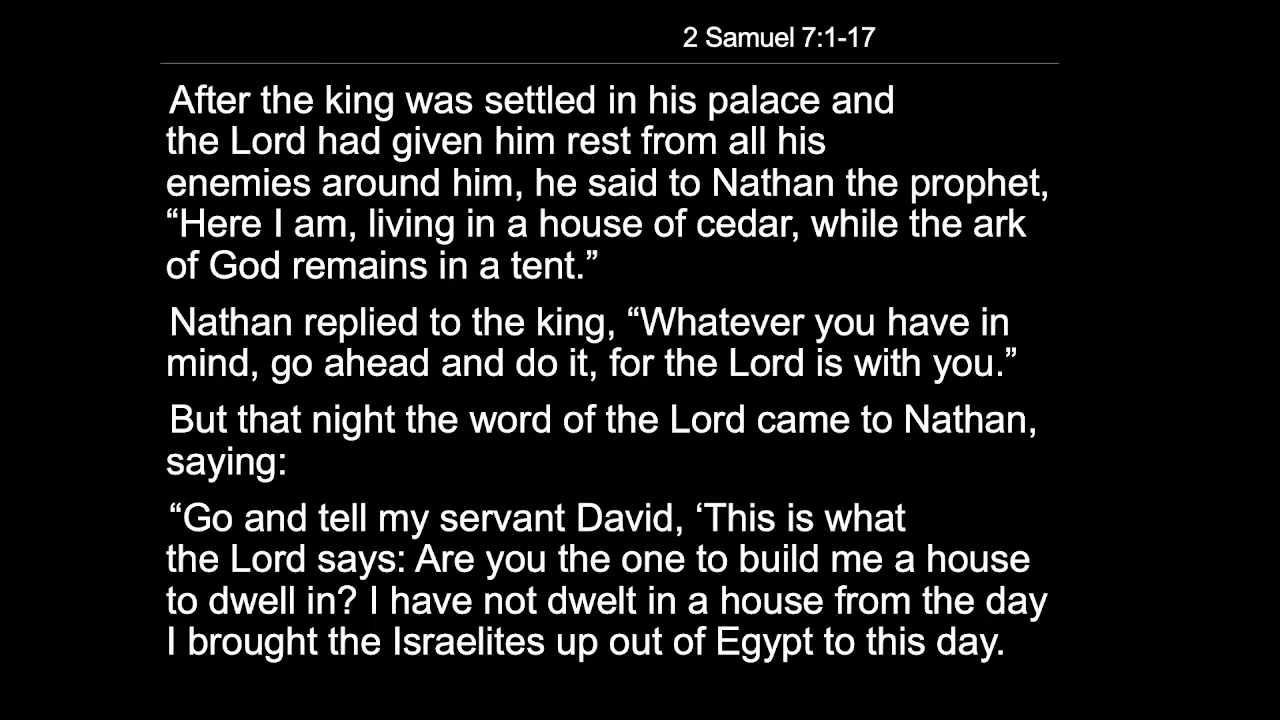 2 Samuel 7:1-17
After the king was settled in his palace and
the Lord had given him rest from all his
enemies around him, he said to Nathan the prophet,
“Here I am, living in a house of cedar, while the ark
of God remains in a tent.”
Nathan replied to the king, “Whatever you have in
mind, go ahead and do it, for the Lord is with you.”
But that night the word of the Lord came to Nathan,
saying:
“Go and tell my servant David, ‘This is what
the Lord says: Are you the one to build me a house
to dwell in? I have not dwelt in a house from the day
I brought the Israelites up out of Egypt to this day.